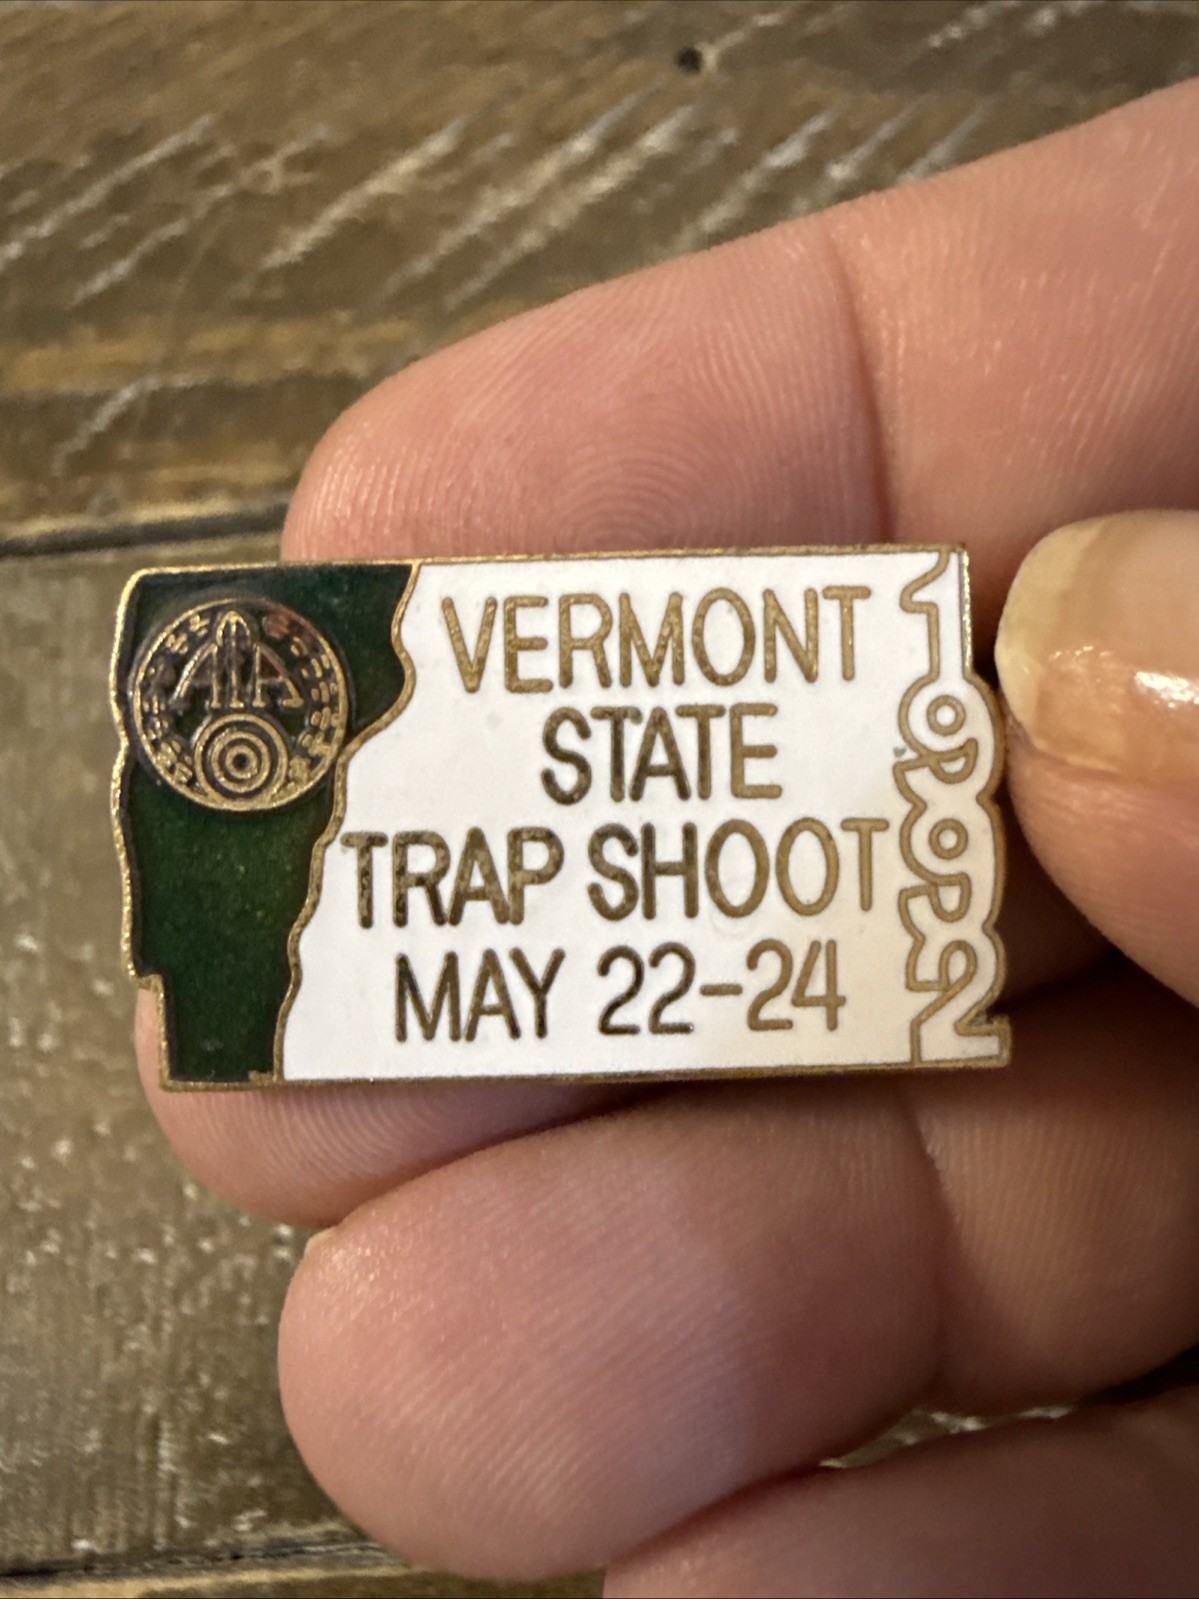 ATA
VERMONT
STATE
TRAP SHOOT
MAY 22-24
1992